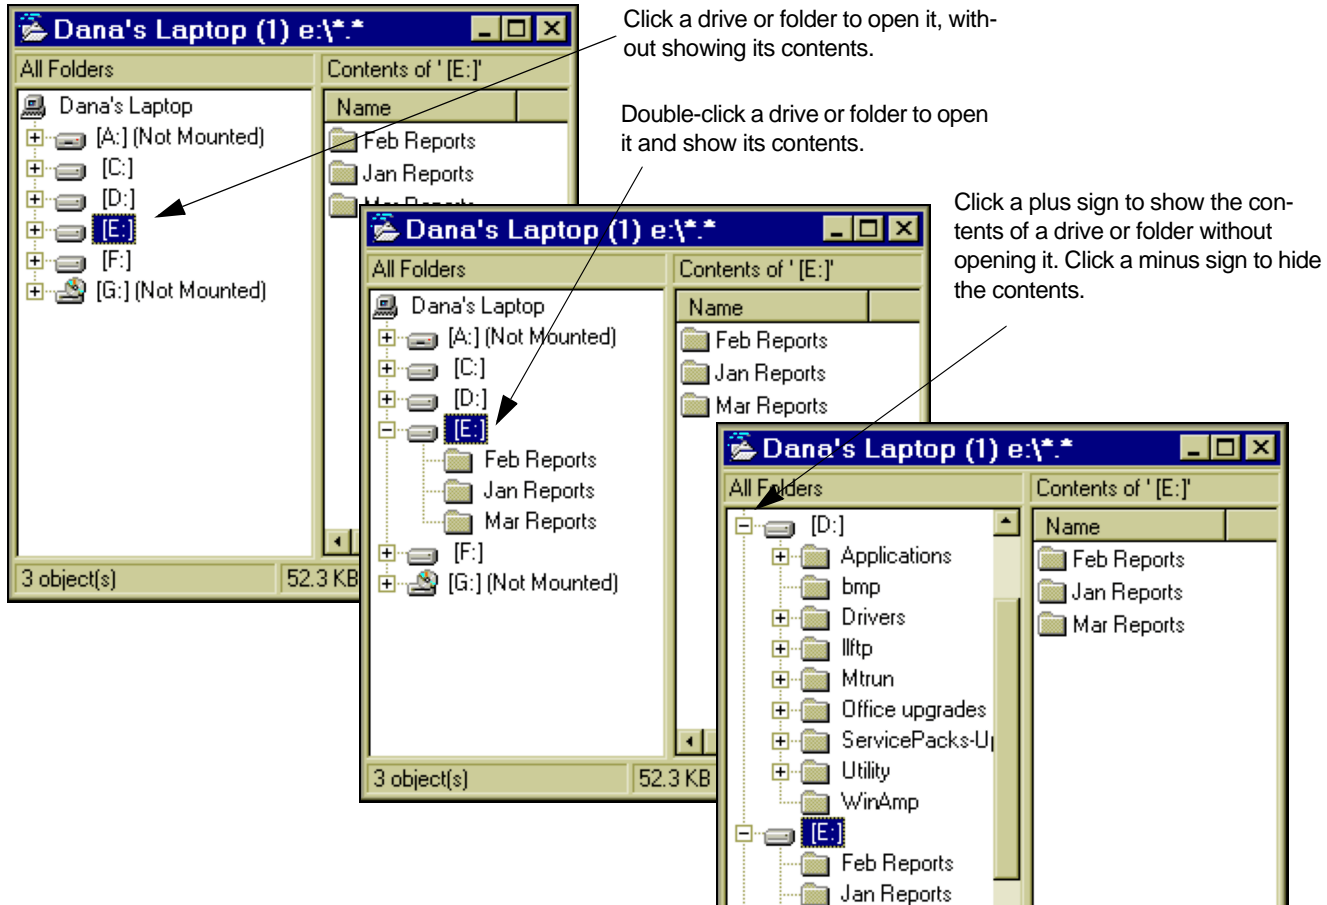 Click a drive or folder to open it, with-
out showing its contents.
Double-click a drive or folder to open
it and show its contents.
Click a plus sign to show the con-
tents of a drive or folder without
opening it. Click a minus sign to hide
the contents.
Dana's Laptop (1) e:\*.*
All Folders
Contents of ' [E:]'
Dana's Laptop
[A:] (Not Mounted)
[C:]
[D:]
[E:]
[F:]
[G:] (Not Mounted)
Name
Feb Reports
Jan Reports
Mar Reports
3 object(s)
52.3 KB
Dana's Laptop (1) e:\*.*
All Folders
Contents of ' [E:]'
Dana's Laptop
[A:] (Not Mounted)
[C:]
[D:]
[E:]
Feb Reports
Jan Reports
Mar Reports
[F:]
[G:] (Not Mounted)
Name
Feb Reports
Jan Reports
Mar Reports
3 object(s)
52.3 KB
Dana's Laptop (1) e:\*.*
All Folders
Contents of ' [E:]'
[D:]
Applications
bmp
Drivers
llftp
Mtrun
Office upgrades
ServicePacks-Up
Utility
WinAmp
[E:]
Feb Reports
Jan Reports
Name
Feb Reports
Jan Reports
Mar Reports